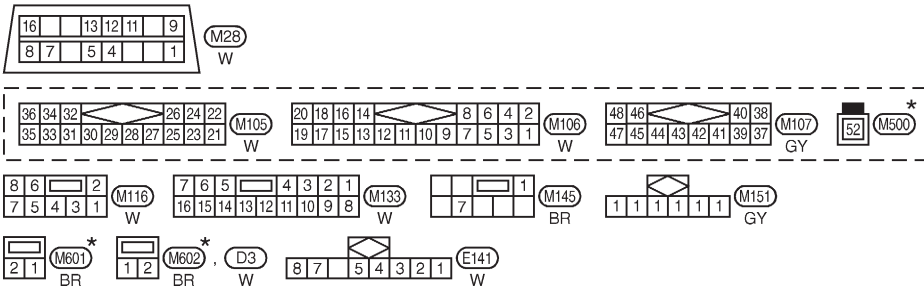 16 13 12 11 9 M28
8 7 5 4 1 W
36 34 32 26 24 22 M105
35 33 31 30 29 28 27 25 23 21 W
20 18 16 14 8 6 4 2 M106
19 17 15 13 12 11 10 9 7 5 3 1 W
48 46 40 38 M107
47 45 44 43 42 41 39 37 GY
52 M500 *
8 6 2 M116
7 5 4 3 1 W
7 6 5 4 3 2 1 M133
16 15 14 13 12 11 10 9 8 W
1 M145
7 BR
M151
1 1 1 1 1 1 GY
M601 *
2 1 BR
M602 * , D3
1 2 BR W
E141
8 7 5 4 3 2 1 W